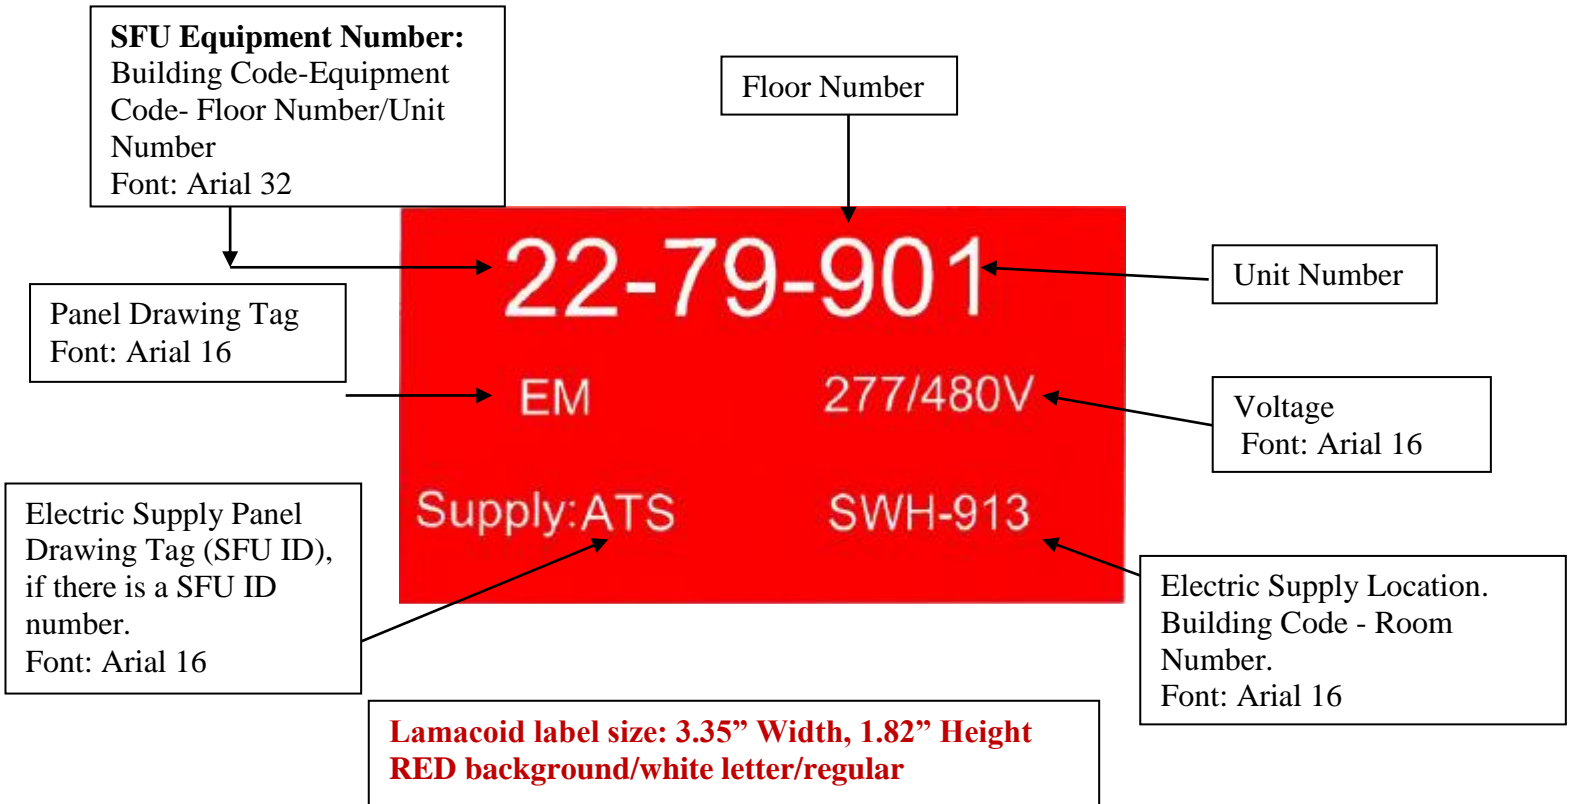 SFU Equipment Number:
Building Code-Equipment
Code- Floor Number/Unit
Number
Font: Arial 32
Floor Number
22-79-901
Unit Number
Panel Drawing Tag
Font: Arial 16
EM
277/480V
Voltage
Font: Arial 16
Supply:ATS
SWH-913
Electric Supply Panel
Drawing Tag (SFU ID),
if there is a SFU ID
number.
Font: Arial 16
Electric Supply Location.
Building Code - Room
Number.
Font: Arial 16
Lamacoid label size: 3.35” Width, 1.82” Height
RED background/white letter/regular